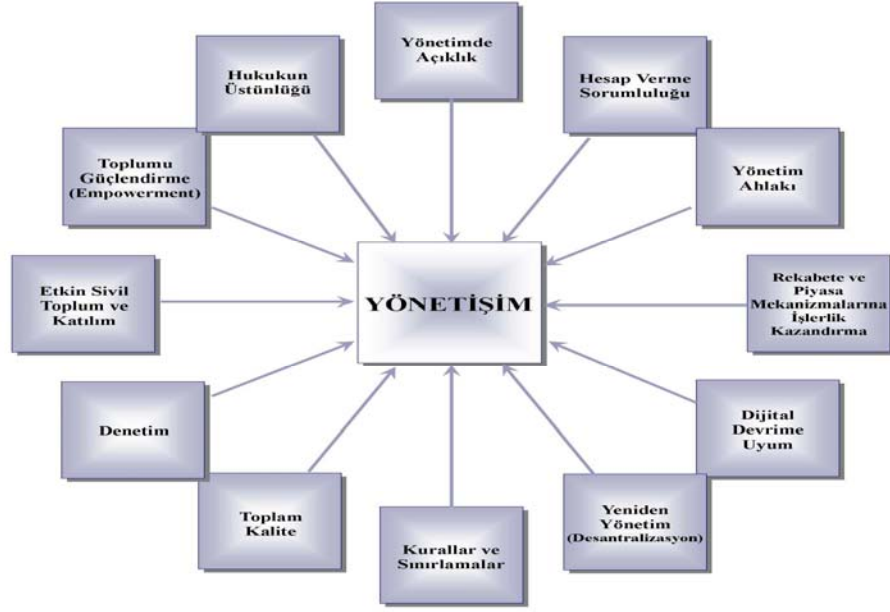 Yönetimde
Açıklık
Hukukun
Üstünlüğü
Hesap Verme
Sorumluluğu
Toplumu
Güçlendirme
(Empowerment)
Yönetim
Ahlakı
Etkin Sivil
Toplum ve
Katılım
YÖNETİŞİM
Rekabete ve
Piyasa
Mekanizmalarına
İşlerlik
Kazandırma
Denetim
Dijital
Devrime
Uyum
Toplam
Kalite
Kurallar ve
Sınırlamalar
Yeniden
Yönetim
(Desantralizasyon)